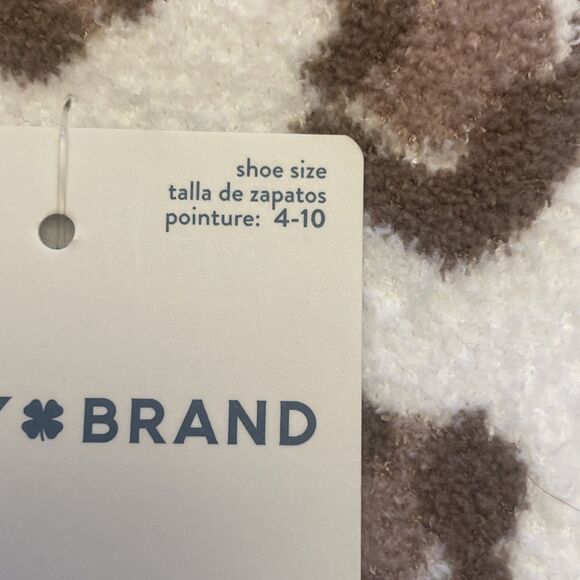 shoe size
talla de zapatos
pointure: 4-10
BRAND